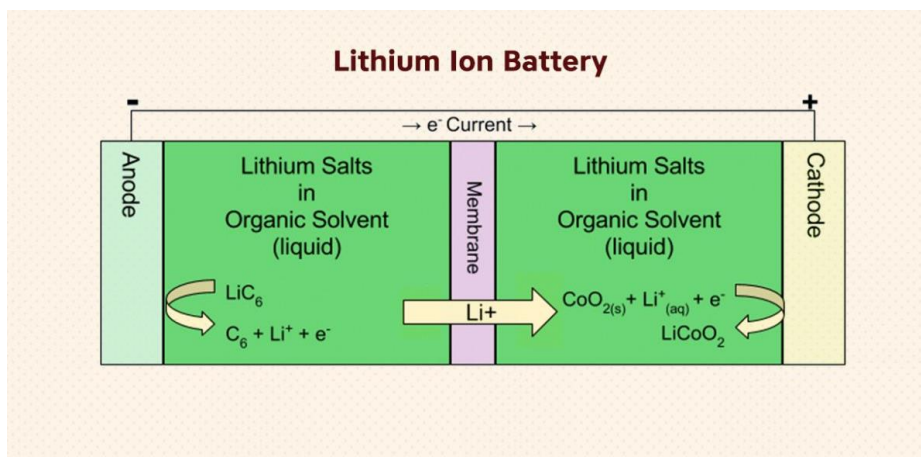 Lithium Ion Battery
- +
→ e⁻ Current →
Anode
Lithium Salts
in
Organic Solvent
(liquid)
LiC₆
C₆ + Li⁺ + e⁻
Membrane
Li+
Lithium Salts
in
Organic Solvent
(liquid)
CoO₂₍ₛ₎ + Li⁺₍aq₎ + e⁻
LiCoO₂
Cathode